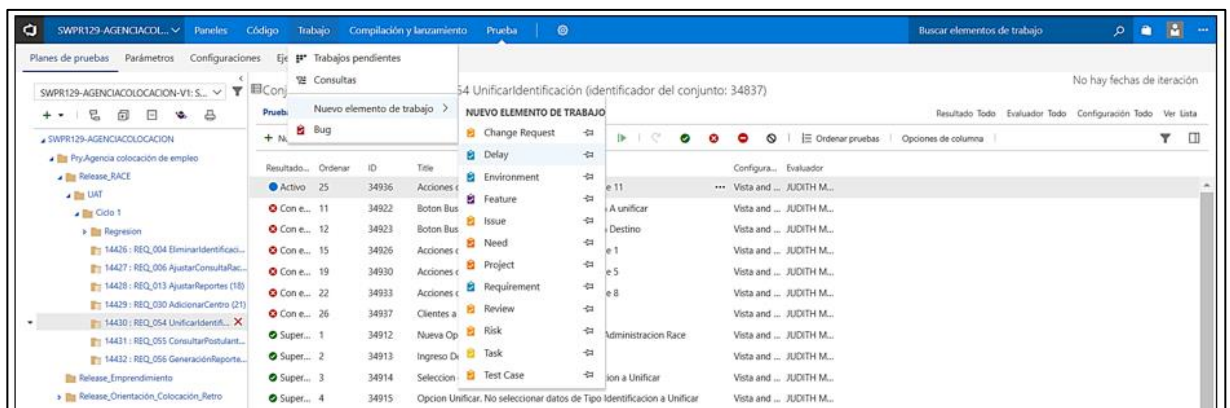 SWPR129-AGENCIACOL... Paneles Código Trabajo Compilación y lanzamiento Prueba Buscar elementos de trabajo
Planes de pruebas Parámetros Configuraciones Eje
Trabajos pendientes
Consultas
Nuevo elemento de trabajo
Bug
No hay fechas de iteración
SWPR129-AGENCIACOLOCACION-V1: S...
Conj 54 UnificarIdentificación (identificador del conjunto: 34837)
Prueb Resultado Todo Evaluador Todo Configuración Todo Ver Lista
NUEVO ELEMENTO DE TRABAJO
Change Request
Delay
Environment
Feature
Issue
Need
Project
Requirement
Review
Risk
Task
Test Case
+ Nu Ordenar pruebas Opciones de columna
SWPR129-AGENCIACOLOCACION
Pry.Agencia colocación de empleo
Release_RACE
UAT
Ciclo 1
Regresion
14426 : REQ_004 EliminarIdentificaci...
14427 : REQ_006 AjustarConsultaRac...
14428 : REQ_013 AjustarReportes (18)
14429 : REQ_030 AdicionarCentro (21)
14430 : REQ_054 UnificarIdentifi...
14431 : REQ_055 ConsultarPostulant...
14432 : REQ_056 GeneraciónReporte...
Release_Emprendimiento
Release_Orientación_Colocación_Retro
Resultado... Ordenar ID Title Configura... Evaluador
Activo 25 34936 Acciones e 11 ... Vista and ... JUDITH M...
Con e... 11 34922 Boton Bus A unificar Vista and ... JUDITH M...
Con e... 12 34923 Boton Bus Destino Vista and ... JUDITH M...
Con e... 15 34926 Acciones e 1 Vista and ... JUDITH M...
Con e... 19 34930 Acciones e 5 Vista and ... JUDITH M...
Con e... 22 34933 Acciones e 8 Vista and ... JUDITH M...
Con e... 26 34937 Clientes a Vista and ... JUDITH M...
Super... 1 34912 Nueva Op Administracion Race Vista and ... JUDITH M...
Super... 2 34913 Ingreso De Vista and ... JUDITH M...
Super... 3 34914 Seleccion ion a Unificar Vista and ... JUDITH M...
Super... 4 34915 Opcion Unificar. No seleccionar datos de Tipo Identificacion a Unificar Vista and ... JUDITH M...